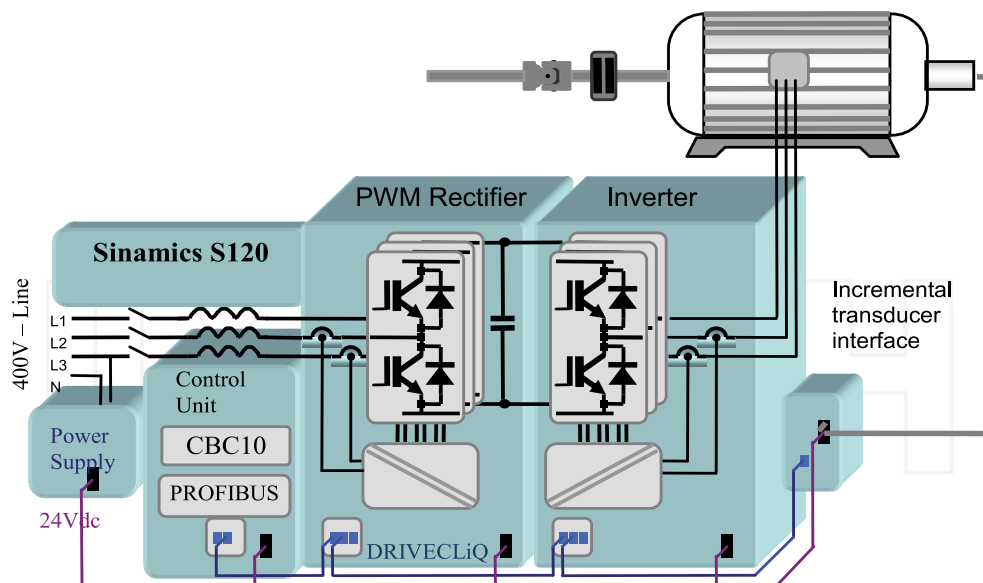 PWM Rectifier
Inverter
Sinamics S120
400V – Line
L1
L2
L3
N
Incremental
transducer
interface
Control
Unit
CBC10
PROFIBUS
Power
Supply
24Vdc
DRIVECLiQ